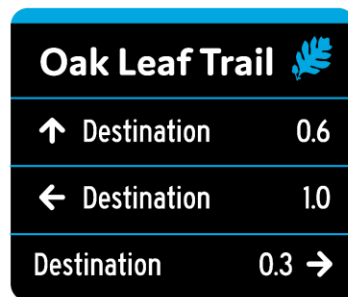 Oak Leaf Trail
↑ Destination 0.6
← Destination 1.0
Destination 0.3 →